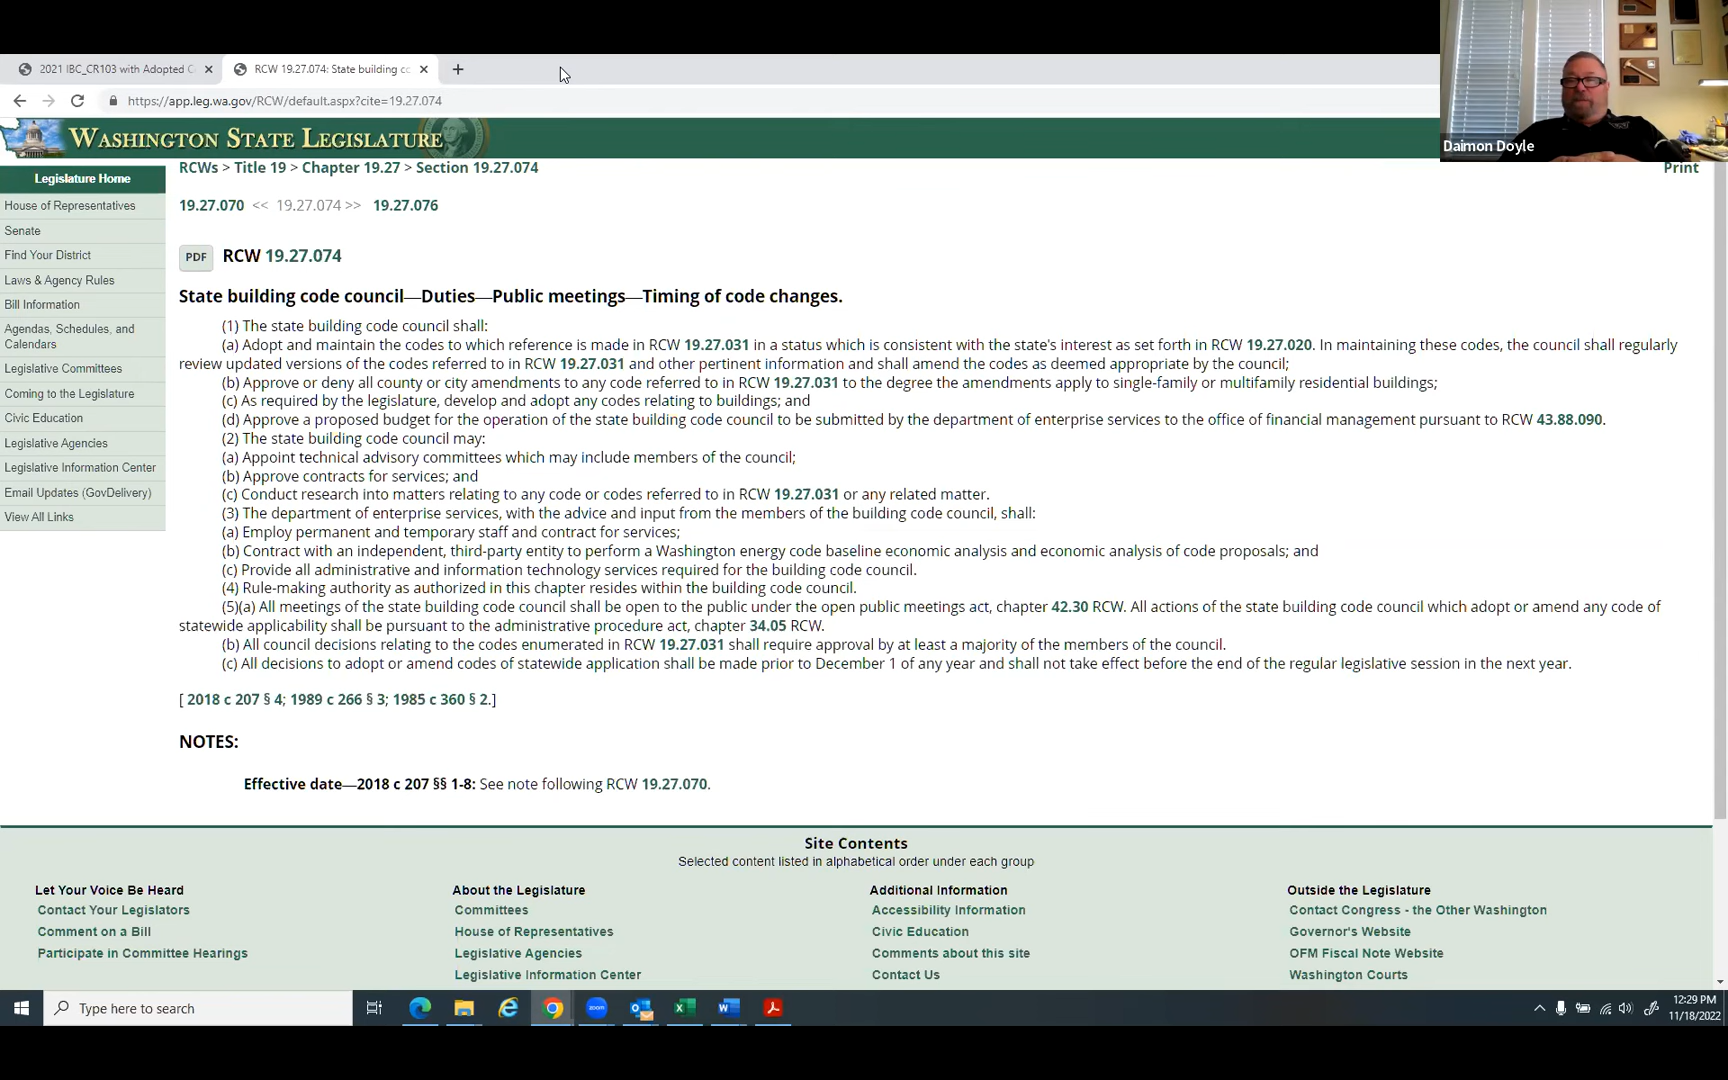 2021 IBC_CR103 with Adopted C
RCW 19.27.074: State building co
https://app.leg.wa.gov/RCW/default.aspx?cite=19.27.074
Daimon Doyle
WASHINGTON STATE LEGISLATURE
Legislature Home
House of Representatives
Senate
Find Your District
Laws & Agency Rules
Bill Information
Agendas, Schedules, and
Calendars
Legislative Committees
Coming to the Legislature
Civic Education
Legislative Agencies
Legislative Information Center
Email Updates (GovDelivery)
View All Links
RCWs > Title 19 > Chapter 19.27 > Section 19.27.074
Print
19.27.070 << 19.27.074 >> 19.27.076
PDF RCW 19.27.074
State building code council—Duties—Public meetings—Timing of code changes.
(1) The state building code council shall:
(a) Adopt and maintain the codes to which reference is made in RCW 19.27.031 in a status which is consistent with the state's interest as set forth in RCW 19.27.020. In maintaining these codes, the council shall regularly
review updated versions of the codes referred to in RCW 19.27.031 and other pertinent information and shall amend the codes as deemed appropriate by the council;
(b) Approve or deny all county or city amendments to any code referred to in RCW 19.27.031 to the degree the amendments apply to single-family or multifamily residential buildings;
(c) As required by the legislature, develop and adopt any codes relating to buildings; and
(d) Approve a proposed budget for the operation of the state building code council to be submitted by the department of enterprise services to the office of financial management pursuant to RCW 43.88.090.
(2) The state building code council may:
(a) Appoint technical advisory committees which may include members of the council;
(b) Approve contracts for services; and
(c) Conduct research into matters relating to any code or codes referred to in RCW 19.27.031 or any related matter.
(3) The department of enterprise services, with the advice and input from the members of the building code council, shall:
(a) Employ permanent and temporary staff and contract for services;
(b) Contract with an independent, third-party entity to perform a Washington energy code baseline economic analysis and economic analysis of code proposals; and
(c) Provide all administrative and information technology services required for the building code council.
(4) Rule-making authority as authorized in this chapter resides within the building code council.
(5)(a) All meetings of the state building code council shall be open to the public under the open public meetings act, chapter 42.30 RCW. All actions of the state building code council which adopt or amend any code of
statewide applicability shall be pursuant to the administrative procedure act, chapter 34.05 RCW.
(b) All council decisions relating to the codes enumerated in RCW 19.27.031 shall require approval by at least a majority of the members of the council.
(c) All decisions to adopt or amend codes of statewide application shall be made prior to December 1 of any year and shall not take effect before the end of the regular legislative session in the next year.
[ 2018 c 207 § 4; 1989 c 266 § 3; 1985 c 360 § 2.]
NOTES:
Effective date—2018 c 207 §§ 1-8: See note following RCW 19.27.070.
Site Contents
Selected content listed in alphabetical order under each group
Let Your Voice Be Heard
Contact Your Legislators
Comment on a Bill
Participate in Committee Hearings
About the Legislature
Committees
House of Representatives
Legislative Agencies
Legislative Information Center
Additional Information
Accessibility Information
Civic Education
Comments about this site
Contact Us
Outside the Legislature
Contact Congress - the Other Washington
Governor's Website
OFM Fiscal Note Website
Washington Courts
Type here to search
zoom
12:29 PM
11/18/2022